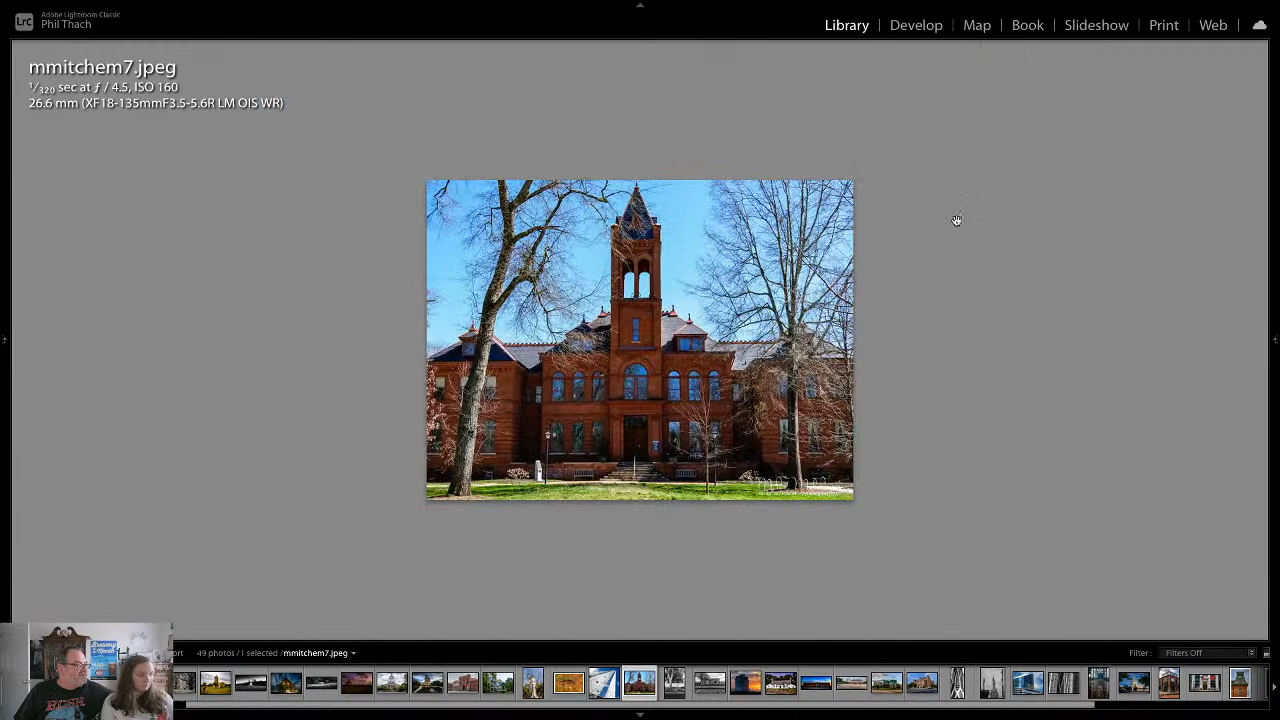 Lrc
Adobe Lightroom Classic
Phil Thach
Library | Develop | Map | Book | Slideshow | Print | Web
mmitchem7.jpeg
1/320 sec at ƒ / 4.5, ISO 160
26.6 mm (XF18-135mmF3.5-5.6R LM OIS WR)
49 photos / 1 selected / mmitchem7.jpeg
Filter : Filters Off
RUSH